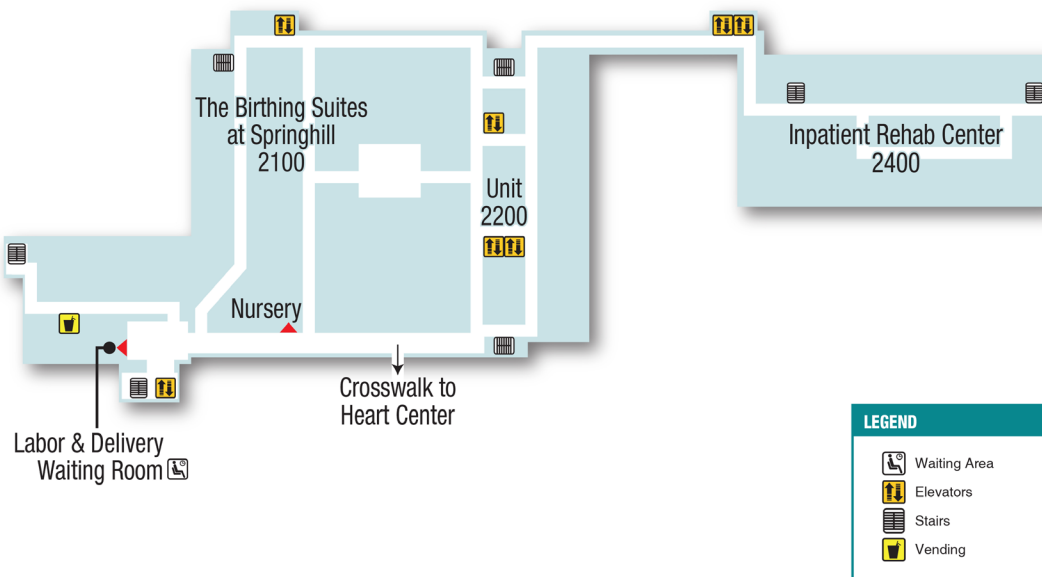 The Birthing Suites
at Springhill
2100
Inpatient Rehab Center
2400
Unit
2200
Nursery
Crosswalk to
Heart Center
Labor & Delivery
Waiting Room
LEGEND
Waiting Area
Elevators
Stairs
Vending